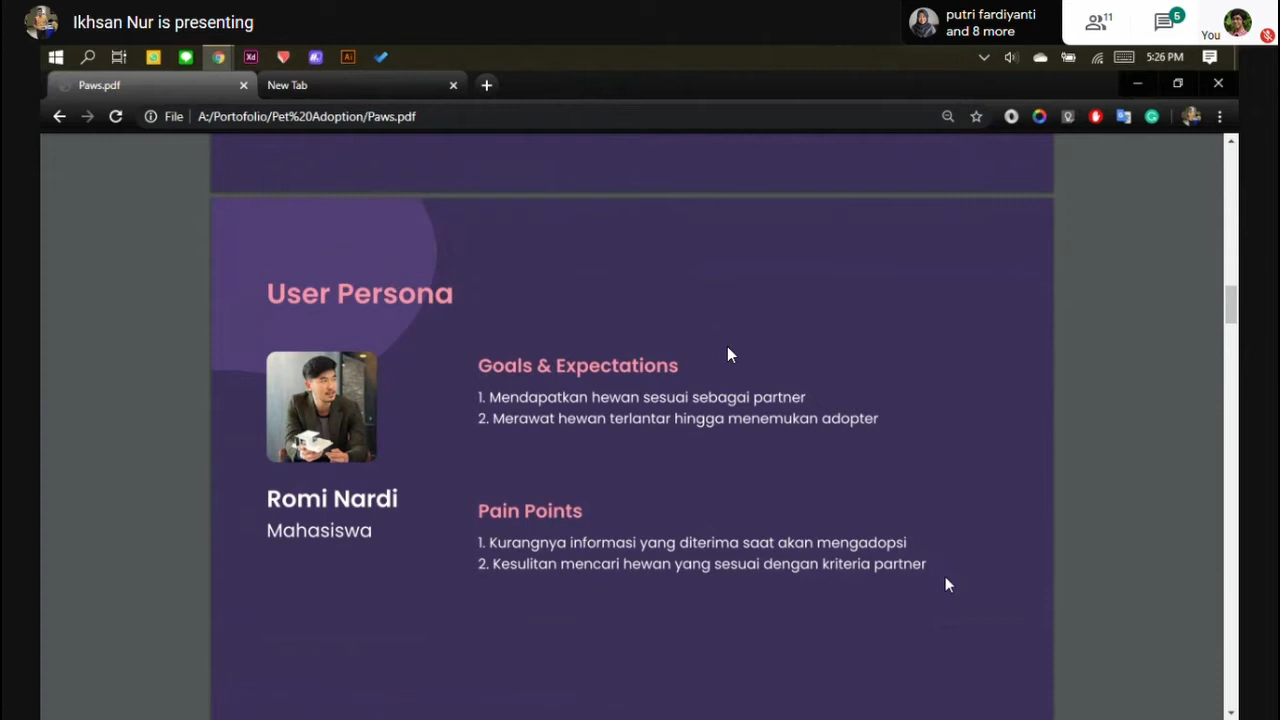 Ikhsan Nur is presenting
putri fardiyanti
and 8 more
11
5
You
Xd
Ai
5:26 PM
Paws.pdf
New Tab
File
A:/Portofolio/Pet%20Adoption/Paws.pdf
User Persona
Goals & Expectations
1. Mendapatkan hewan sesuai sebagai partner
2. Merawat hewan terlantar hingga menemukan adopter
Romi Nardi
Mahasiswa
Pain Points
1. Kurangnya informasi yang diterima saat akan mengadopsi
2. Kesulitan mencari hewan yang sesuai dengan kriteria partner